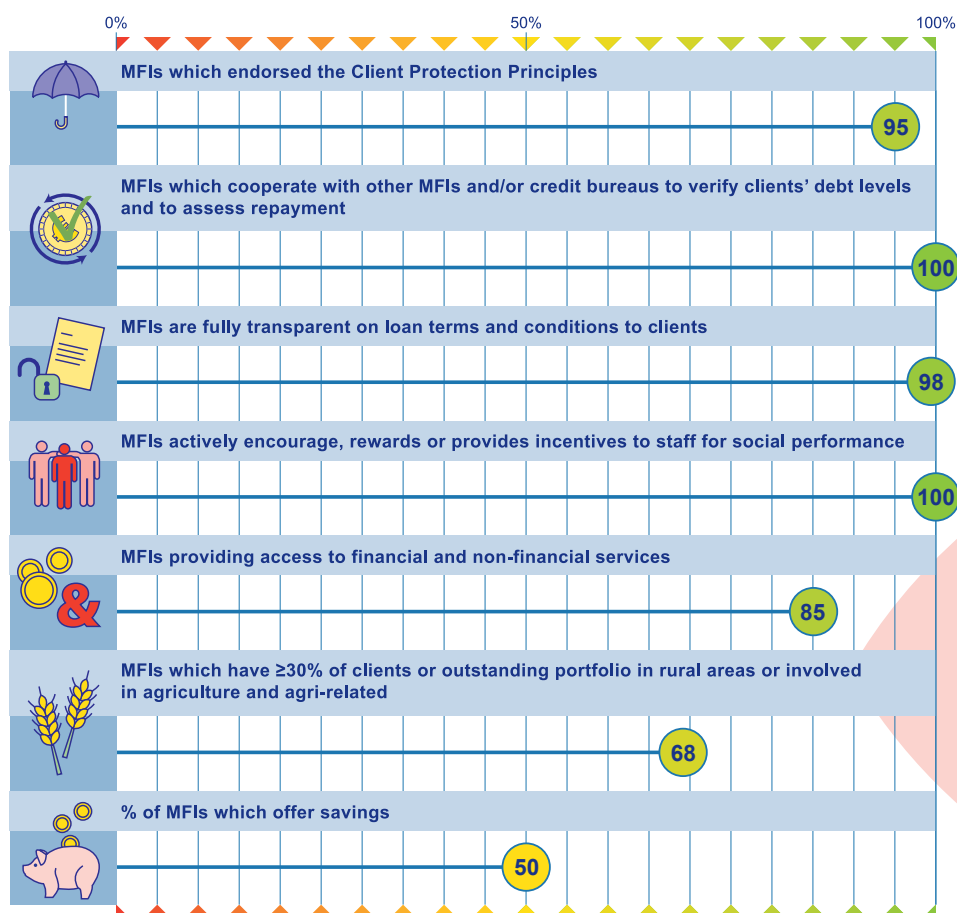 0% 50% 100%
MFIs which endorsed the Client Protection Principles
95
MFIs which cooperate with other MFIs and/or credit bureaus to verify clients’ debt levels
and to assess repayment
100
MFIs are fully transparent on loan terms and conditions to clients
98
MFIs actively encourage, rewards or provides incentives to staff for social performance
100
MFIs providing access to financial and non-financial services
&
85
MFIs which have ≥30% of clients or outstanding portfolio in rural areas or involved
in agriculture and agri-related
68
% of MFIs which offer savings
50